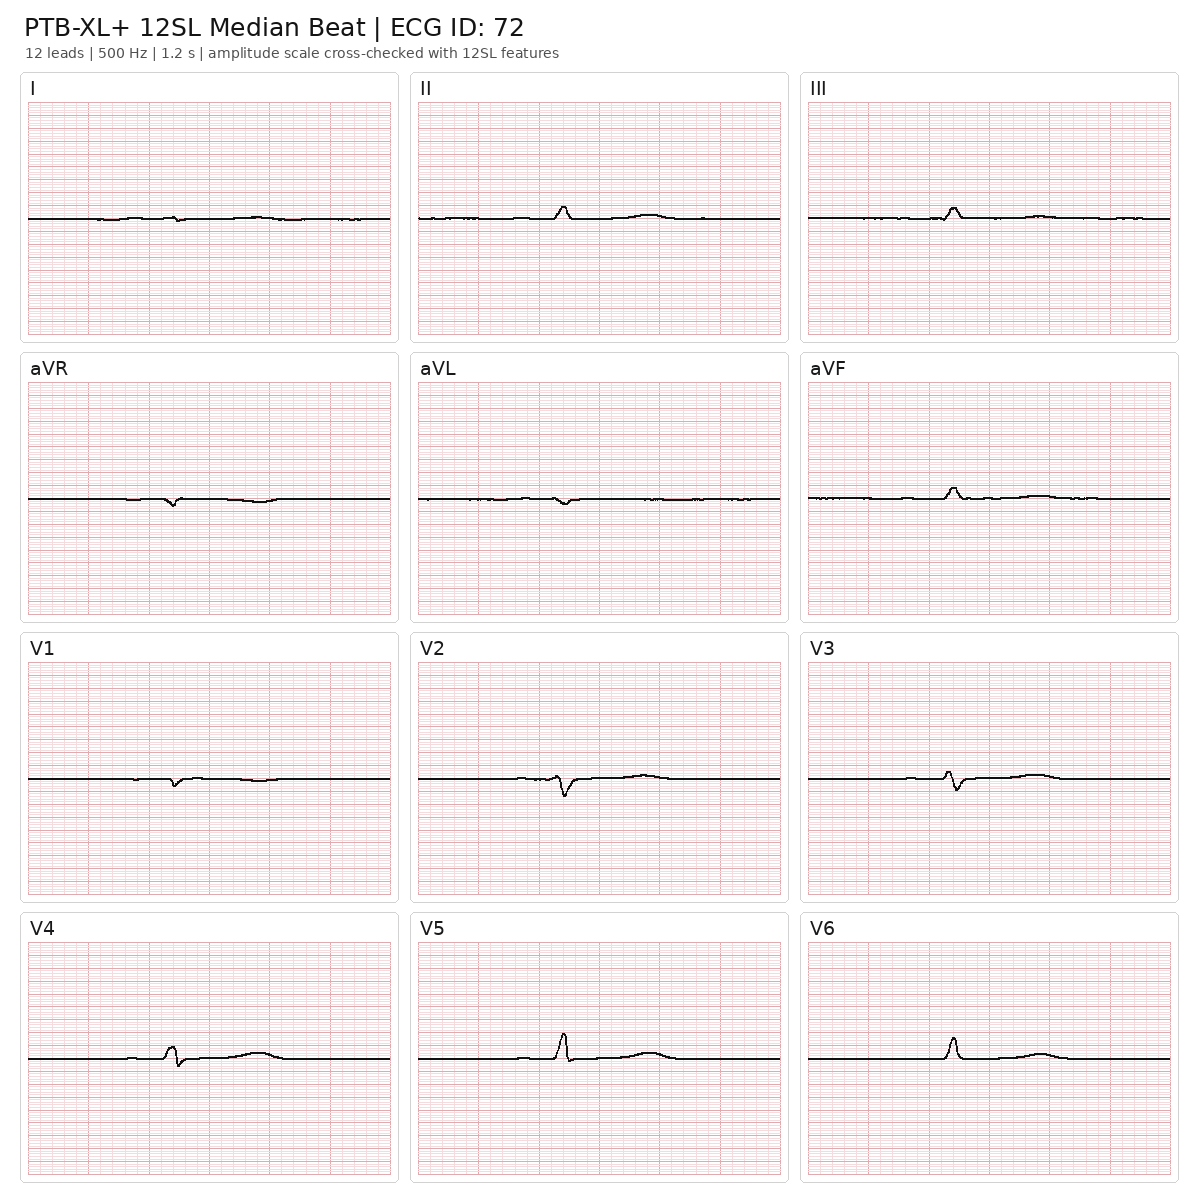 PTB-XL+ 12SL Median Beat | ECG ID: 72
12 leads | 500 Hz | 1.2 s | amplitude scale cross-checked with 12SL features
I
II
III
aVR
aVL
aVF
V1
V2
V3
V4
V5
V6